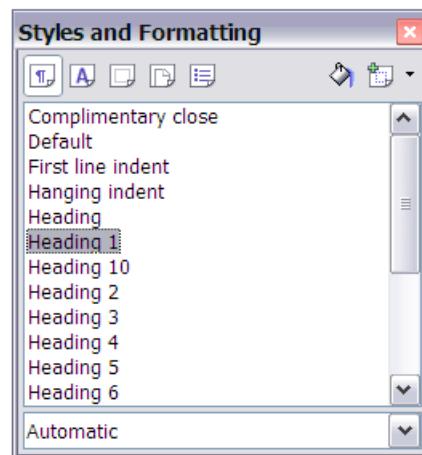 Styles and Formatting
Complimentary close
Default
First line indent
Hanging indent
Heading
Heading 1
Heading 10
Heading 2
Heading 3
Heading 4
Heading 5
Heading 6
Automatic